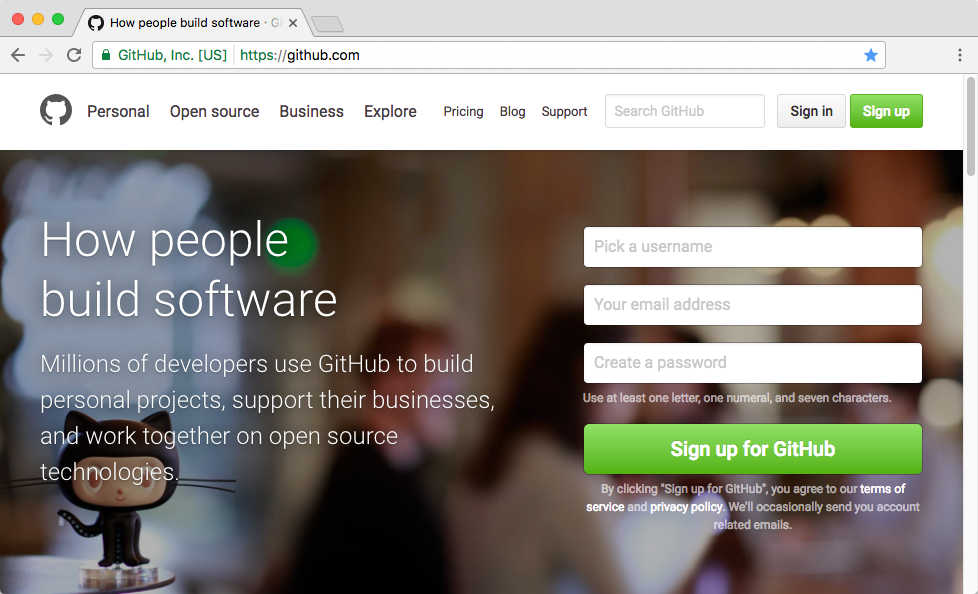 How people build software · G
GitHub, Inc. [US] https://github.com
Personal Open source Business Explore Pricing Blog Support Search GitHub Sign in Sign up
How people
build software
Millions of developers use GitHub to build
personal projects, support their businesses,
and work together on open source
technologies.
Pick a username
Your email address
Create a password
Use at least one letter, one numeral, and seven characters.
Sign up for GitHub
By clicking "Sign up for GitHub", you agree to our terms of
service and privacy policy. We'll occasionally send you account
related emails.